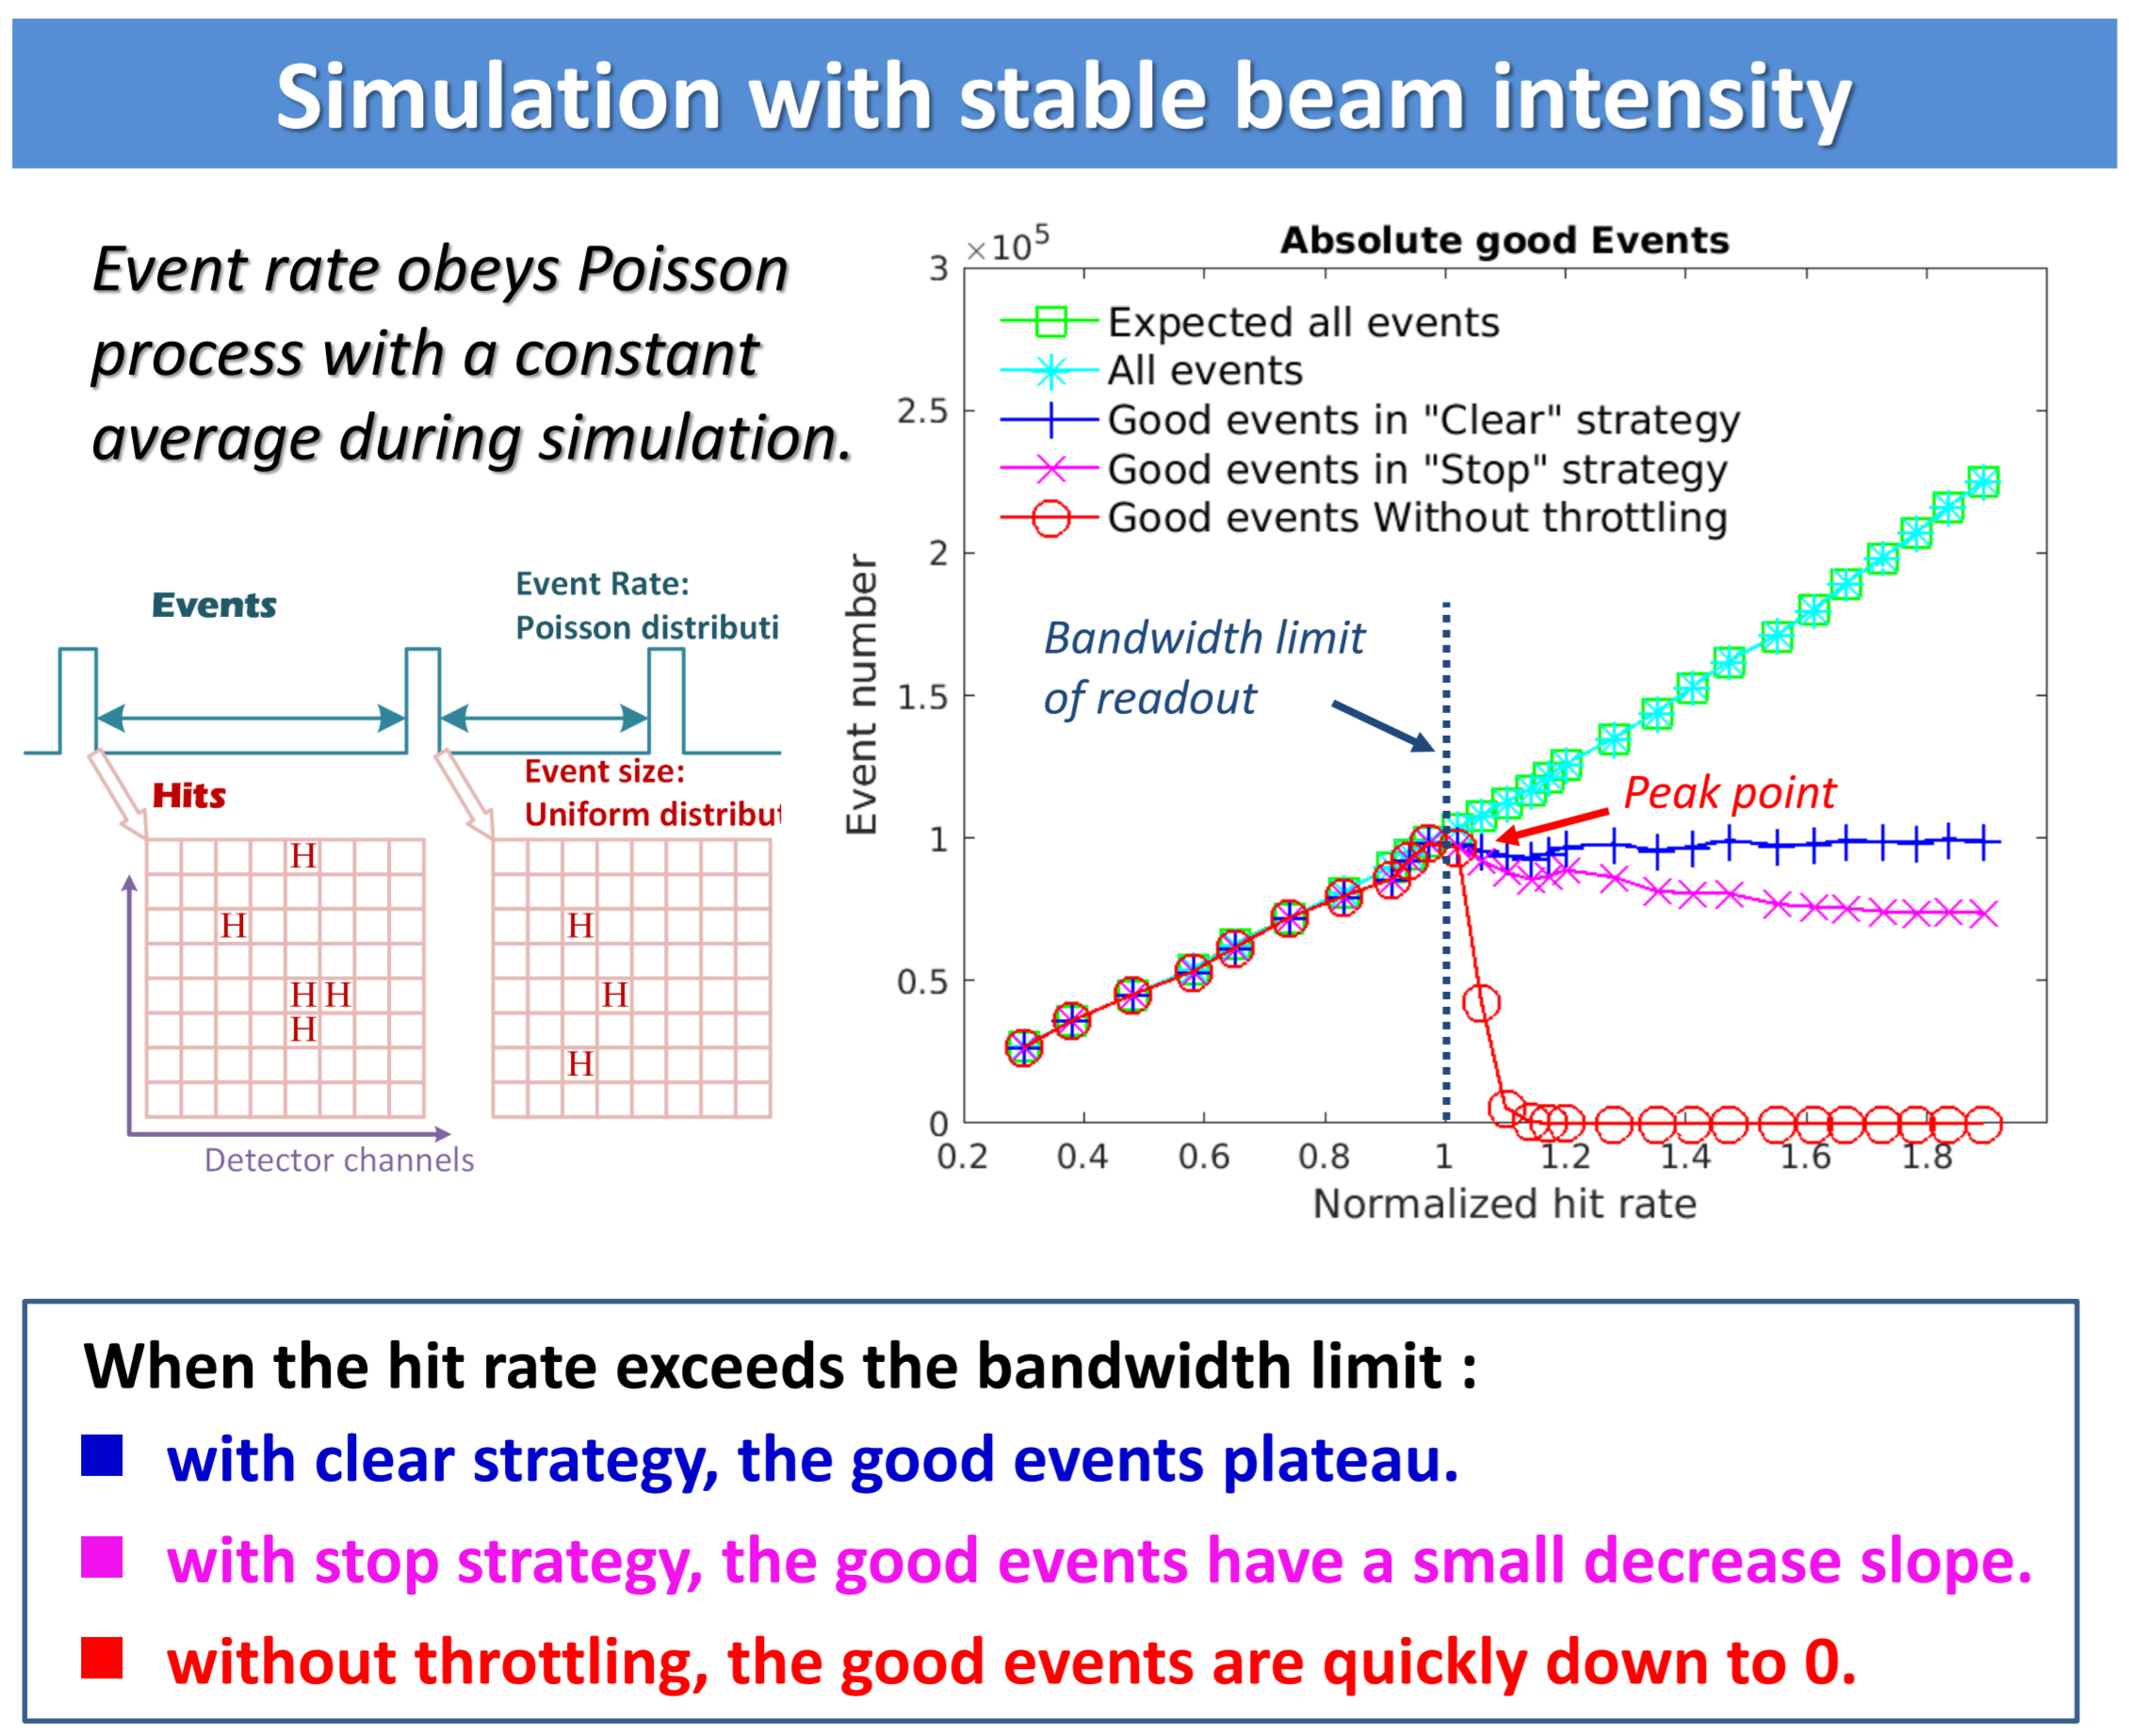 Simulation with stable beam intensity
Event rate obeys Poisson
process with a constant
average during simulation.
Events
Event Rate:
Poisson distributi
Hits
Event size:
Uniform distribut
H
H
H H
H
H
H
H
Detector channels
Absolute good Events
×10⁵
3
2.5
2
1.5
1
0.5
0
Event number
Expected all events
All events
Good events in "Clear" strategy
Good events in "Stop" strategy
Good events Without throttling
Bandwidth limit
of readout
Peak point
0.2 0.4 0.6 0.8 1 1.2 1.4 1.6 1.8
Normalized hit rate
When the hit rate exceeds the bandwidth limit :
with clear strategy, the good events plateau.
with stop strategy, the good events have a small decrease slope.
without throttling, the good events are quickly down to 0.